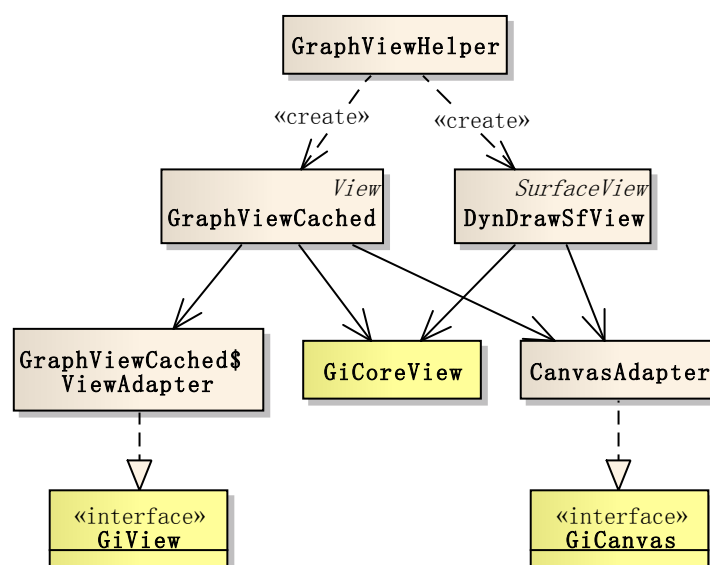 GraphViewHelper
«create»
«create»
View
GraphViewCached
SurfaceView
DynDrawSfView
GraphViewCached$
ViewAdapter
GiCoreView
CanvasAdapter
«interface»
GiView
«interface»
GiCanvas